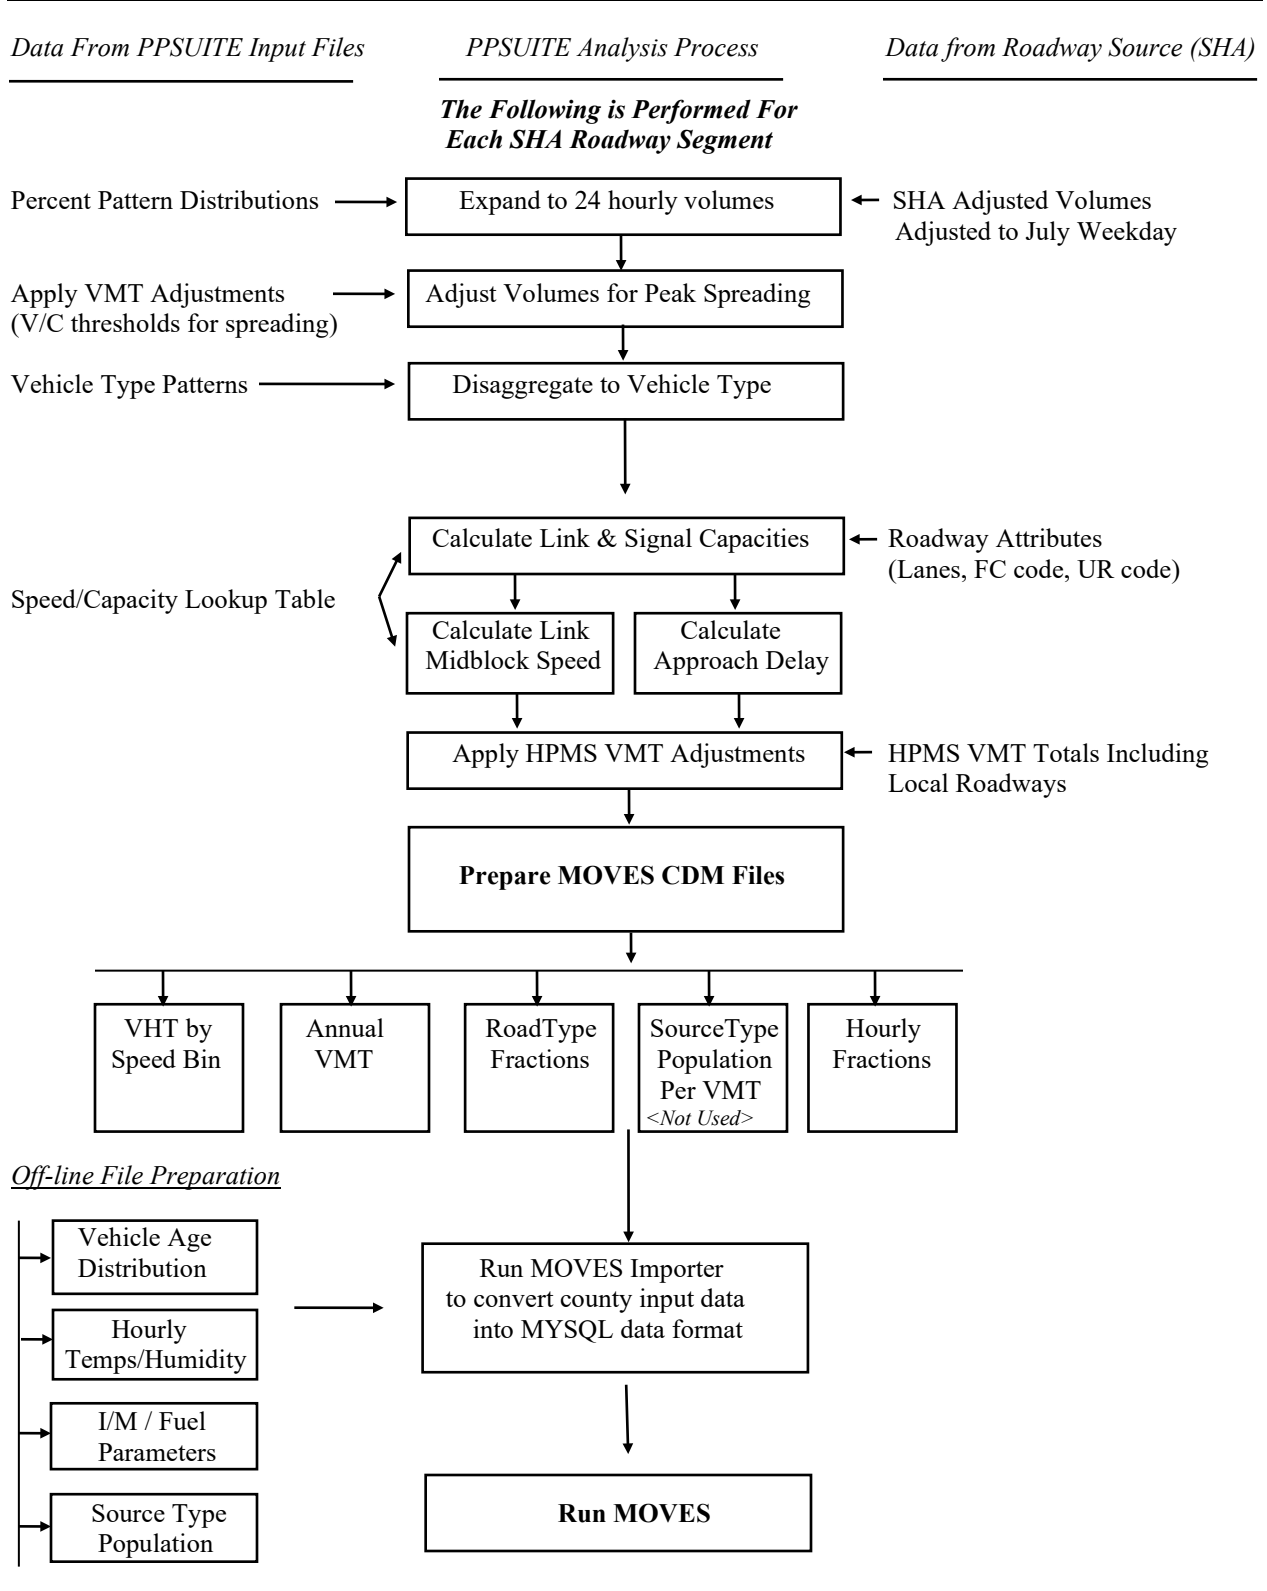 Data From PPSUITE Input Files
PPSUITE Analysis Process
Data from Roadway Source (SHA)
The Following is Performed For
Each SHA Roadway Segment
Percent Pattern Distributions
Expand to 24 hourly volumes
SHA Adjusted Volumes
Adjusted to July Weekday
Apply VMT Adjustments
(V/C thresholds for spreading)
Adjust Volumes for Peak Spreading
Vehicle Type Patterns
Disaggregate to Vehicle Type
Calculate Link & Signal Capacities
Roadway Attributes
(Lanes, FC code, UR code)
Speed/Capacity Lookup Table
Calculate Link
Midblock Speed
Calculate
Approach Delay
Apply HPMS VMT Adjustments
HPMS VMT Totals Including
Local Roadways
Prepare MOVES CDM Files
VHT by
Speed Bin
Annual
VMT
RoadType
Fractions
SourceType
Population
Per VMT
<Not Used>
Hourly
Fractions
Off-line File Preparation
Vehicle Age
Distribution
Hourly
Temps/Humidity
I/M / Fuel
Parameters
Source Type
Population
Run MOVES Importer
to convert county input data
into MYSQL data format
Run MOVES